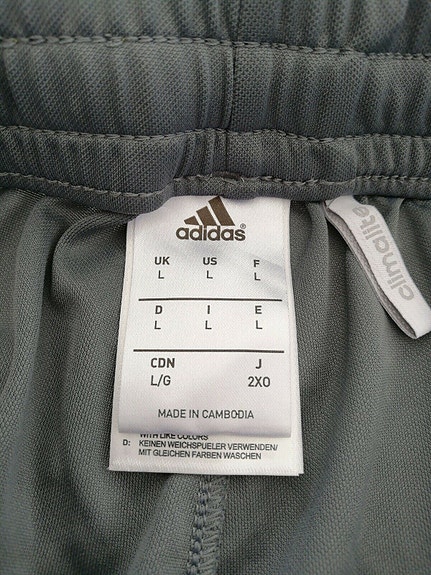 adidas
UK US F
L L L
D I E
L L L
CDN J
L/G 2XO
MADE IN CAMBODIA
WITH LIKE COLORS
D: KEINEN WEICHSPUELER VERWENDEN/
MIT GLEICHEN FARBEN WASCHEN
climalite